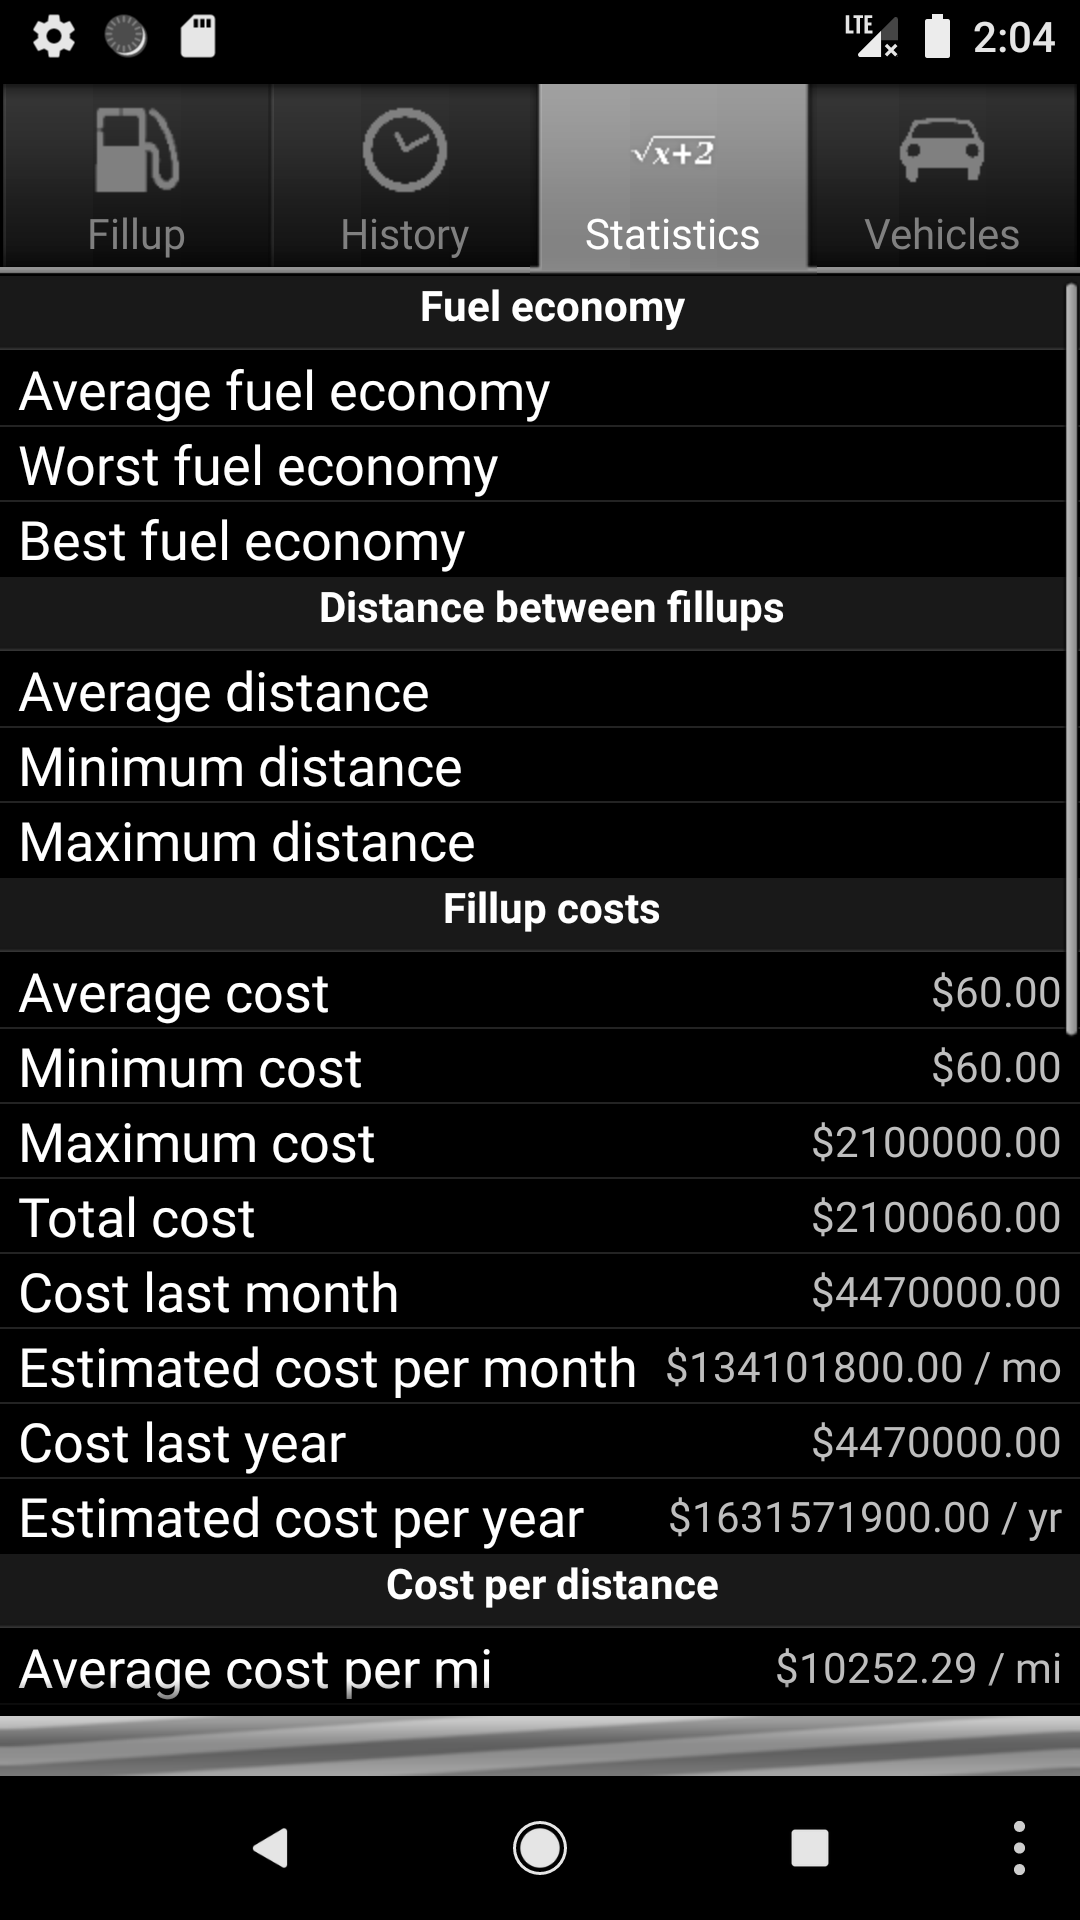 LTE 2:04
√x+2
Fillup History Statistics Vehicles
Fuel economy
Average fuel economy
Worst fuel economy
Best fuel economy
Distance between fillups
Average distance
Minimum distance
Maximum distance
Fillup costs
Average cost $60.00
Minimum cost $60.00
Maximum cost $2100000.00
Total cost $2100060.00
Cost last month $4470000.00
Estimated cost per month $134101800.00 / mo
Cost last year $4470000.00
Estimated cost per year $1631571900.00 / yr
Cost per distance
Average cost per mi $10252.29 / mi